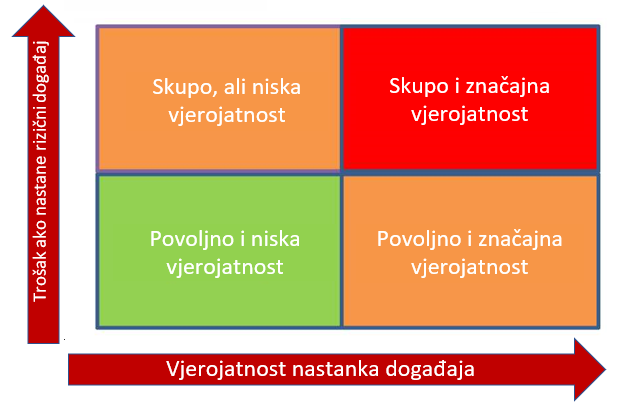 Trošak ako nastane rizični događaj
Skupo, ali niska
vjerojatnost
Skupo i značajna
vjerojatnost
Povoljno i niska
vjerojatnost
Povoljno i značajna
vjerojatnost
Vjerojatnost nastanka događaja